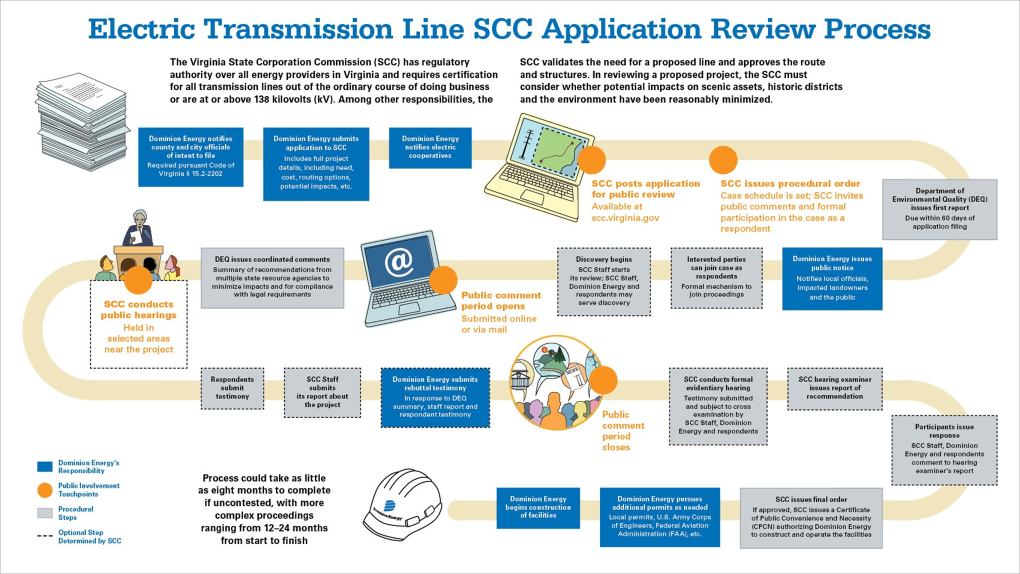 Electric Transmission Line SCC Application Review Process
The Virginia State Corporation Commission (SCC) has regulatory
authority over all energy providers in Virginia and requires certification
for all transmission lines out of the ordinary course of doing business
or are at or above 138 kilovolts (kV). Among other responsibilities, the
SCC validates the need for a proposed line and approves the route
and structures. In reviewing a proposed project, the SCC must
consider whether potential impacts on scenic assets, historic districts
and the environment have been reasonably minimized.
Dominion Energy notifies
county and city officials
of intent to file
Required pursuant Code of
Virginia § 15.2-2202
Dominion Energy submits
application to SCC
Includes full project
details, including need,
cost, routing options,
potential impacts, etc.
Dominion Energy
notifies electric
cooperatives
SCC posts application
for public review
Available at
scc.virginia.gov
SCC issues procedural order
Case schedule is set; SCC invites
public comments and formal
participation in the case as a
respondent
Department of
Environmental Quality (DEQ)
issues first report
Due within 60 days of
application filing
Dominion Energy issues
public notice
Notifies local officials,
impacted landowners
and the public
Interested parties
can join case as
respondents
Formal mechanism to
join proceedings
Discovery begins
SCC Staff starts
its review; SCC Staff,
Dominion Energy and
respondents may
serve discovery
@
Public comment
period opens
Submitted online
or via mail
DEQ issues coordinated comments
Summary of recommendations from
multiple state resource agencies to
minimize impacts and for compliance
with legal requirements
SCC conducts
public hearings
Held in
selected areas
near the project
Respondents
submit
testimony
SCC Staff
submits
its report about
the project
Dominion Energy submits
rebuttal testimony
In response to DEQ
summary, staff report and
respondent testimony
NEWS
Public
comment
period
closes
SCC conducts formal
evidentiary hearing
Testimony submitted
and subject to cross
examination by
SCC Staff, Dominion
Energy and respondents
SCC hearing examiner
issues report of
recommendation
Participants issue
response
SCC Staff, Dominion
Energy and respondents
comment to hearing
examiner's report
SCC issues final order
If approved, SCC issues a Certificate
of Public Convenience and Necessity
(CPCN) authorizing Dominion Energy
to construct and operate the facilities
Dominion Energy pursues
additional permits as needed
Local permits, U.S. Army Corps
of Engineers, Federal Aviation
Administration (FAA), etc.
Dominion Energy
begins construction
of facilities
Dominion Energy
Process could take as little
as eight months to complete
if uncontested, with more
complex proceedings
ranging from 12–24 months
from start to finish
Dominion Energy's
Responsibility
Public Involvement
Touchpoints
Procedural
Steps
Optional Step
Determined by SCC